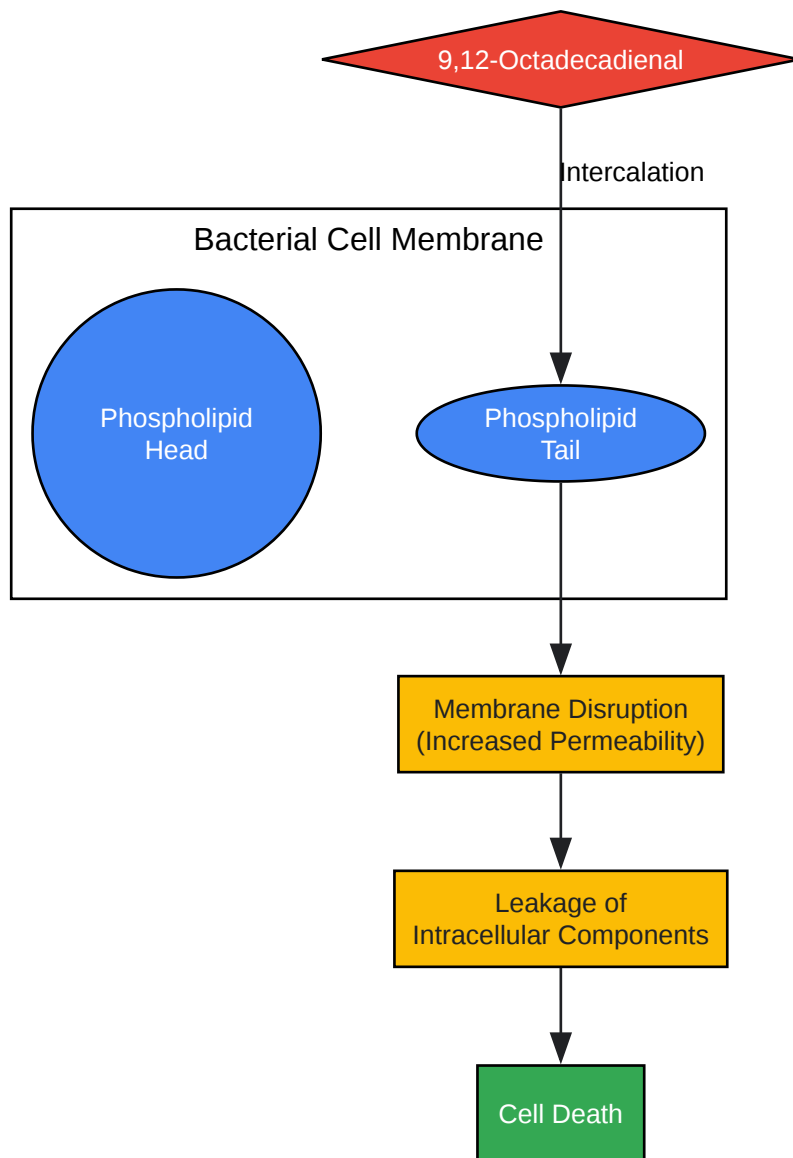 9,12-Octadecadienal
Intercalation
Bacterial Cell Membrane
Phospholipid
Head
Phospholipid
Tail
Membrane Disruption
(Increased Permeability)
Leakage of
Intracellular Components
Cell Death